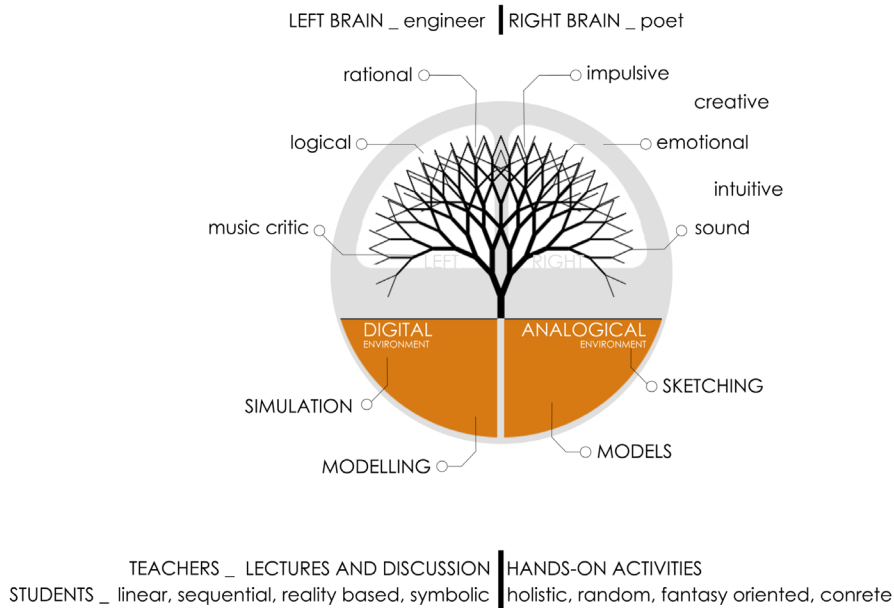 LEFT BRAIN _ engineer
RIGHT BRAIN _ poet
rational
impulsive
creative
logical
emotional
intuitive
music critic
sound
LEFT
RIGHT
DIGITAL
ENVIRONMENT
ANALOGICAL
ENVIRONMENT
SKETCHING
SIMULATION
MODELS
MODELLING
TEACHERS _ LECTURES AND DISCUSSION
HANDS-ON ACTIVITIES
STUDENTS _ linear, sequential, reality based, symbolic
holistic, random, fantasy oriented, conrete